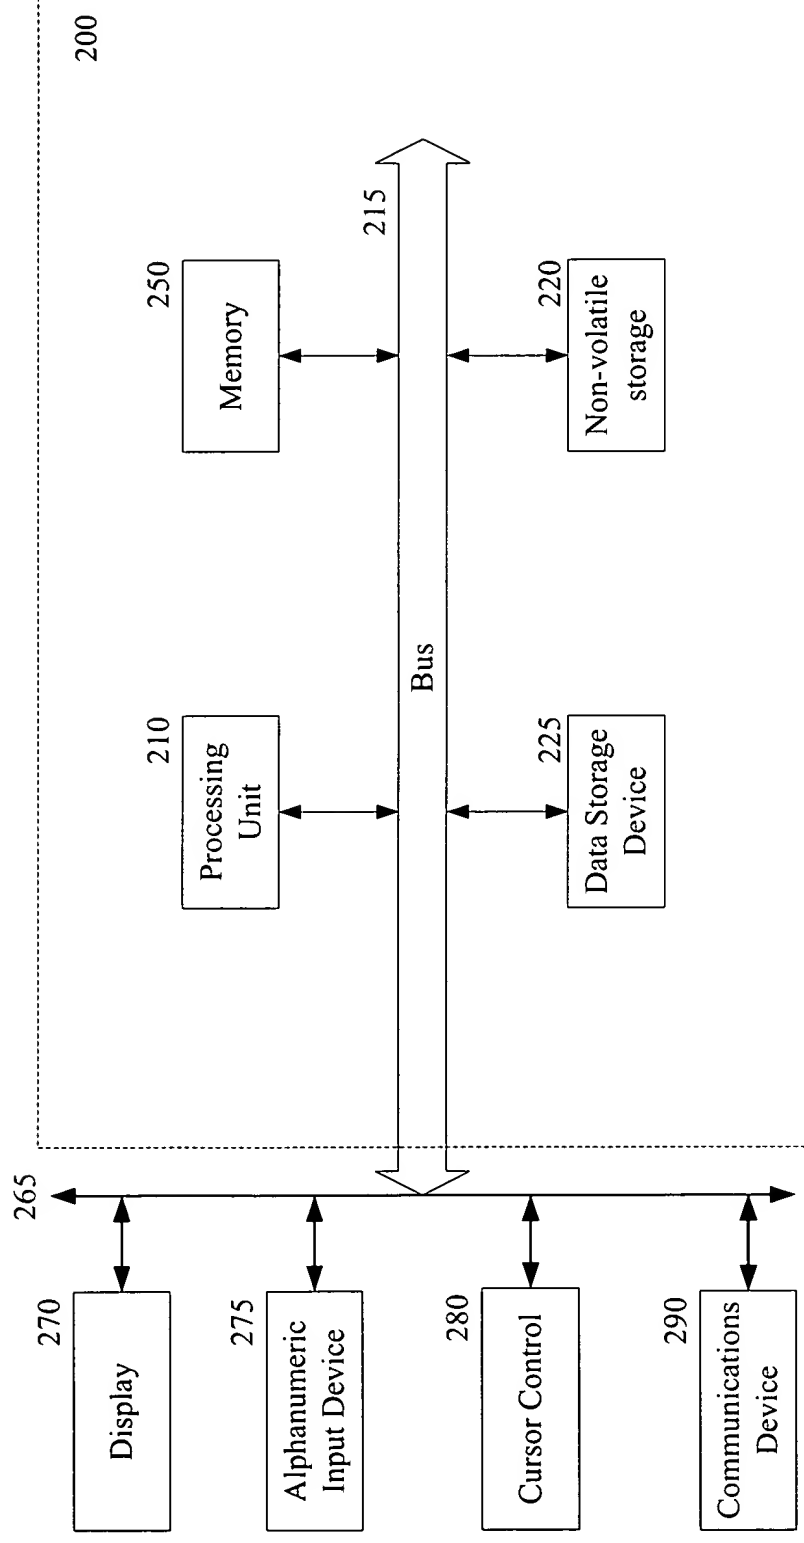 200
265
270
Display
275
Alphanumeric
Input Device
280
Cursor Control
290
Communications
Device
210
Processing
Unit
250
Memory
215
Bus
225
Data Storage
Device
220
Non-volatile
storage